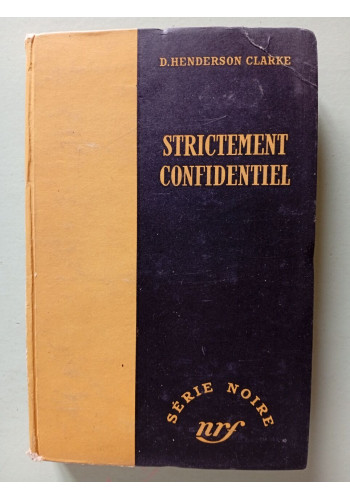 D. HENDERSON CLARKE
STRICTEMENT
CONFIDENTIEL
SÉRIE NOIRE
nrf